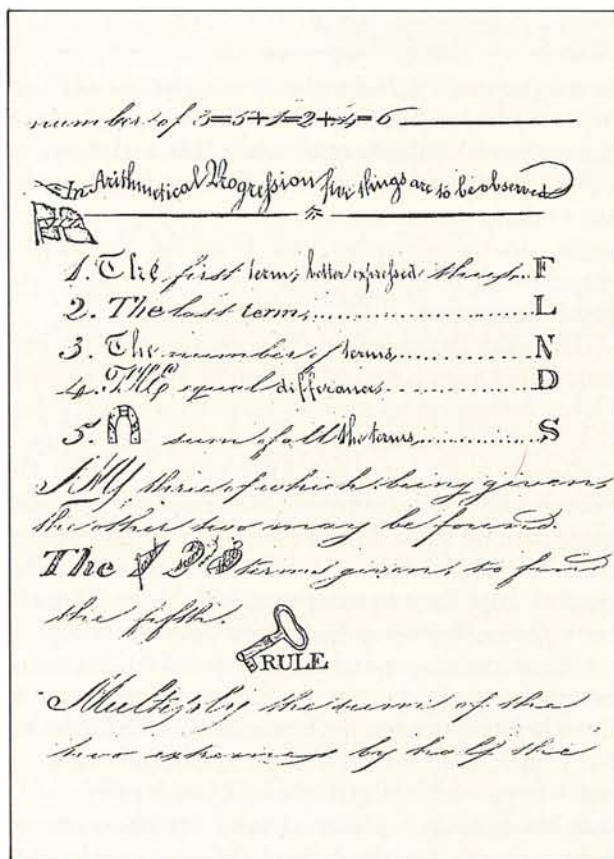 number of 3=5+1=2+4=6
In Arithmetical Progression five things are to be observed
1. The first term, better expressed thus,.. F
2. The last term, .................... L
3. The number of terms................ N
4. THE equal differances .............. D
5. sum of all the terms................ S
ANY three of which being given,
the other two may be found.
The terms given, to find
the fifth.
RULE
Multiply the sum of the
two extremes by half the